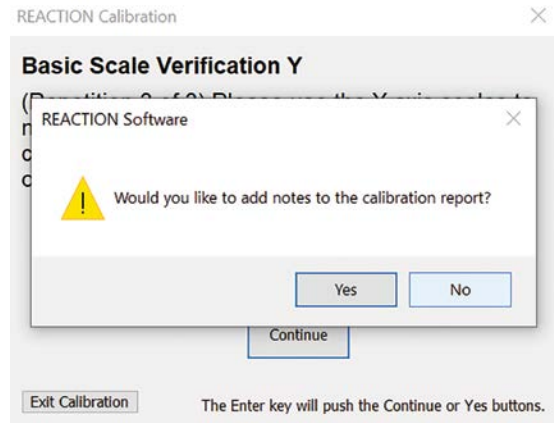 REACTION Calibration
Basic Scale Verification Y
REACTION Software
Would you like to add notes to the calibration report?
Yes
No
Continue
Exit Calibration
The Enter key will push the Continue or Yes buttons.